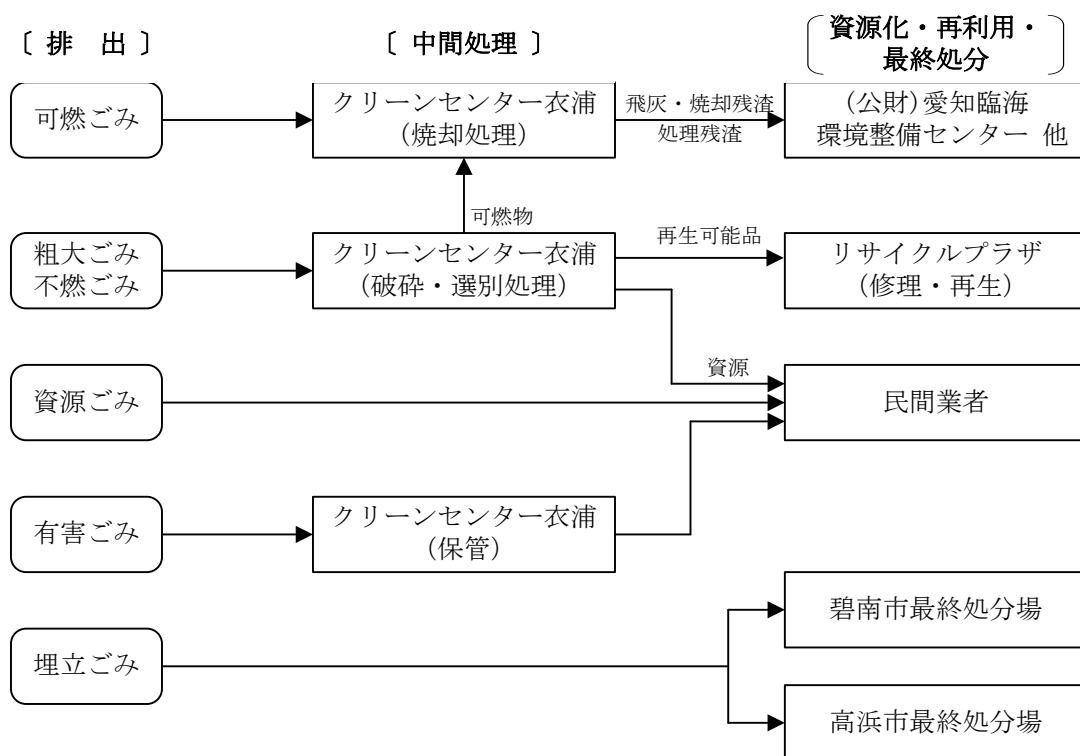 〔 排　出 〕
〔 中間処理 〕
資源化・再利用・
最終処分
可燃ごみ
クリーンセンター衣浦
(焼却処理)
飛灰・焼却残渣
処理残渣
(公財)愛知臨海
環境整備センター 他
可燃物
粗大ごみ
不燃ごみ
クリーンセンター衣浦
(破砕・選別処理)
再生可能品
リサイクルプラザ
(修理・再生)
資源
資源ごみ
民間業者
有害ごみ
クリーンセンター衣浦
(保管)
碧南市最終処分場
埋立ごみ
高浜市最終処分場